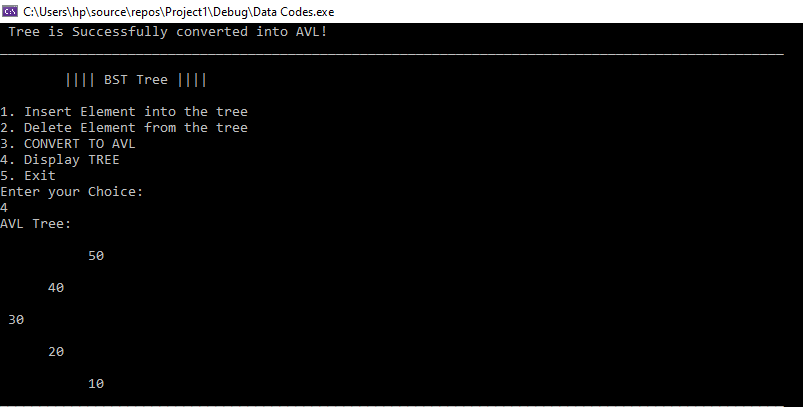 C:\Users\hp\source\repos\Project1\Debug\Data Codes.exe
Tree is Successfully converted into AVL!
|||| BST Tree ||||
1. Insert Element into the tree
2. Delete Element from the tree
3. CONVERT TO AVL
4. Display TREE
5. Exit
Enter your Choice:
4
AVL Tree:
50
40
30
20
10